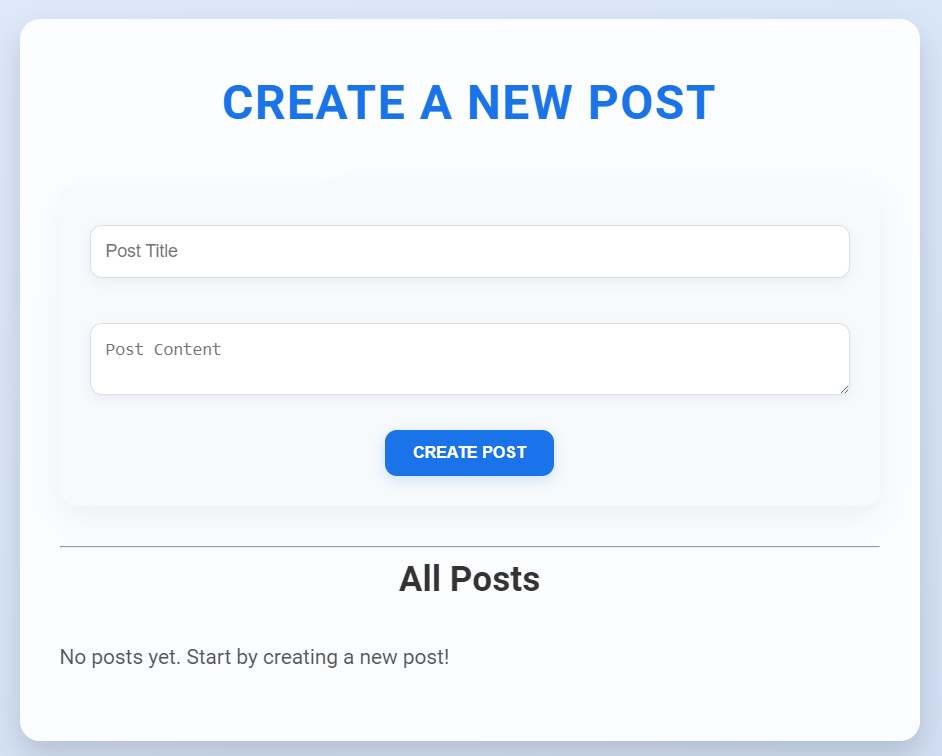 CREATE A NEW POST
Post Title
Post Content
CREATE POST
All Posts
No posts yet. Start by creating a new post!